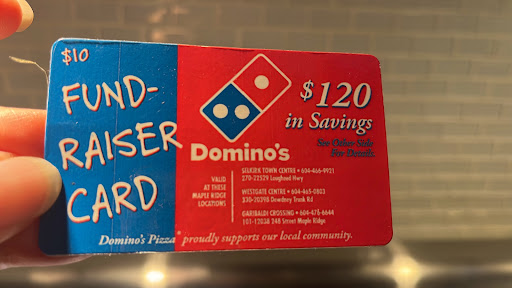 $10
FUND-
RAISER
CARD
Domino's
$120
in Savings
See Other Side
For Details.
VALID
AT THESE
MAPLE RIDGE
LOCATIONS
SELKIRK TOWN CENTRE • 604-466-9921
270-22529 Lougheed Hwy
WESTGATE CENTRE • 604-465-0803
330-20398 Dewdney Trunk Rd
GARIBALDI CROSSING • 604-476-6644
101-12038 248 Street Maple Ridge
Domino's Pizza® proudly supports our local community.